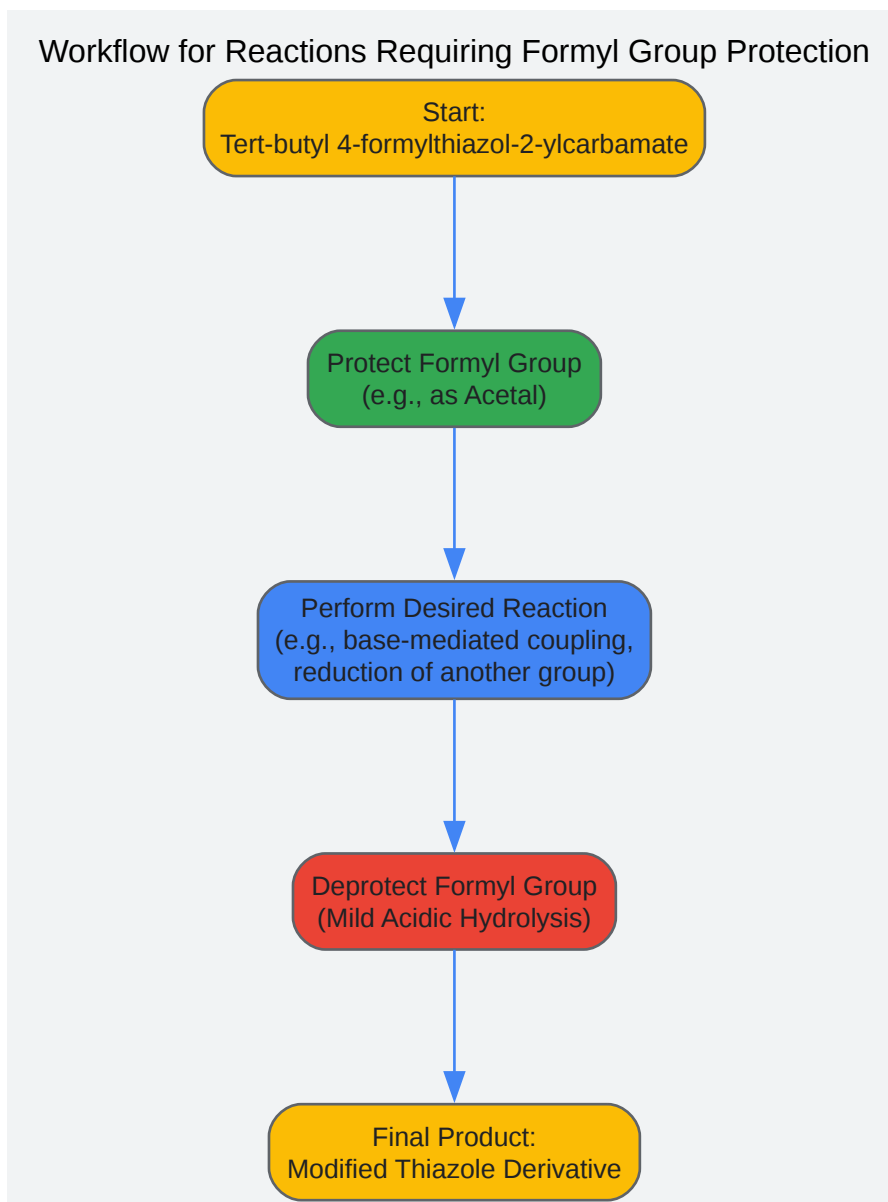 Workflow for Reactions Requiring Formyl Group Protection
Start:
Tert-butyl 4-formylthiazol-2-ylcarbamate
Protect Formyl Group
(e.g., as Acetal)
Perform Desired Reaction
(e.g., base-mediated coupling,
reduction of another group)
Deprotect Formyl Group
(Mild Acidic Hydrolysis)
Final Product:
Modified Thiazole Derivative